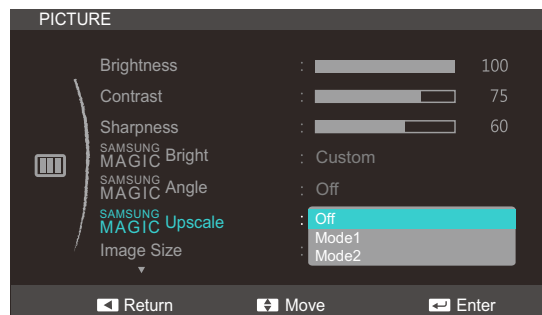 PICTURE
Brightness : 100
Contrast : 75
Sharpness : 60
SAMSUNG MAGIC Bright : Custom
SAMSUNG MAGIC Angle : Off
SAMSUNG MAGIC Upscale : Off
Mode1
Image Size : Mode2
Return Move Enter